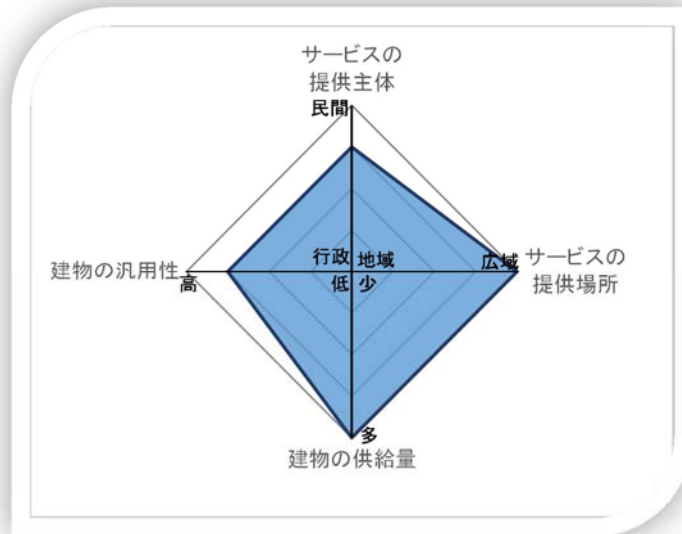 サービスの
提供主体
民間
行政 地域
広域
サービスの
提供場所
建物の汎用性
高
低 少
多
建物の供給量